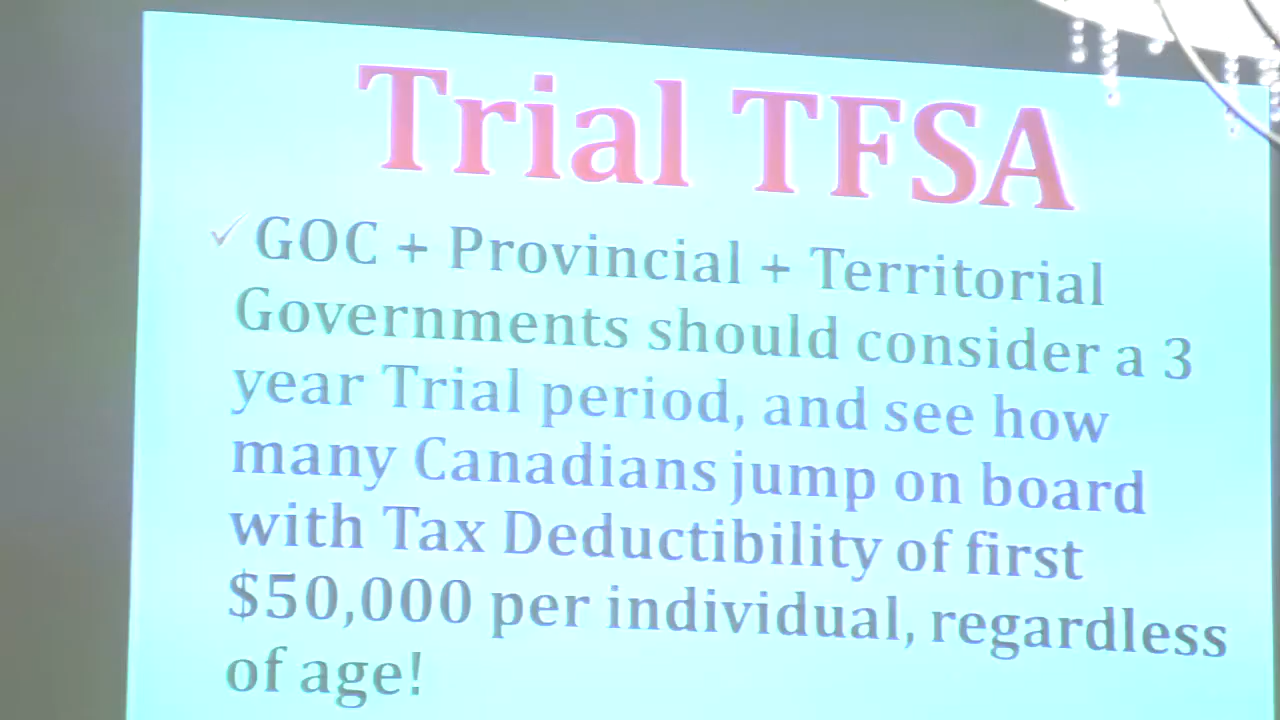 Trial TFSA
✓ GOC + Provincial + Territorial
Governments should consider a 3
year Trial period, and see how
many Canadians jump on board
with Tax Deductibility of first
$50,000 per individual, regardless
of age!